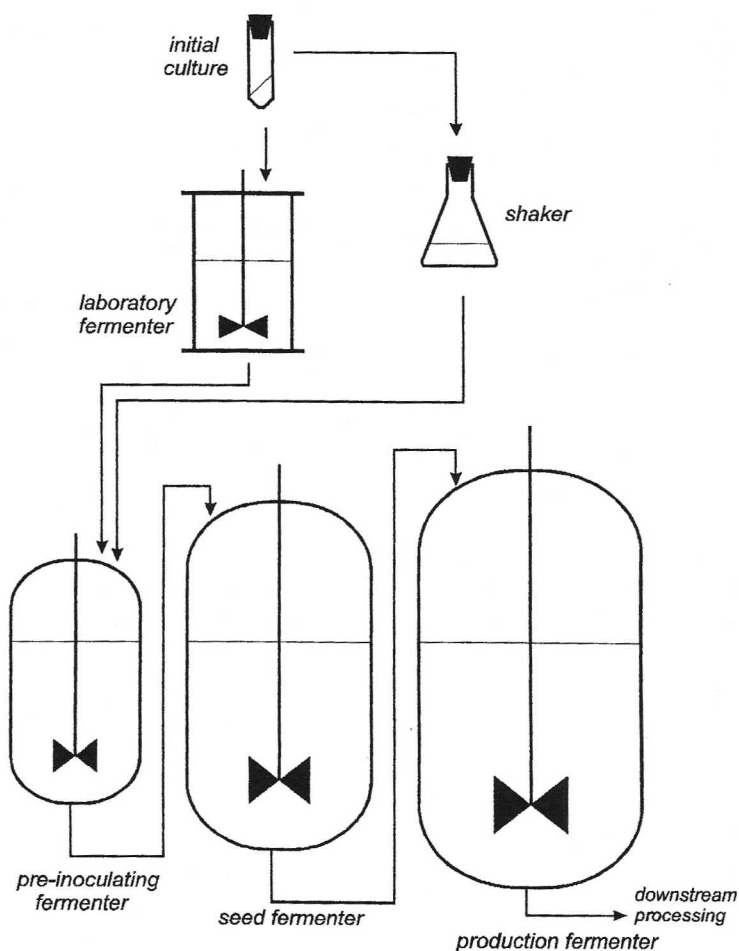 initial
culture
shaker
laboratory
fermenter
pre-inoculating
fermenter
seed fermenter
production fermenter
downstream
processing